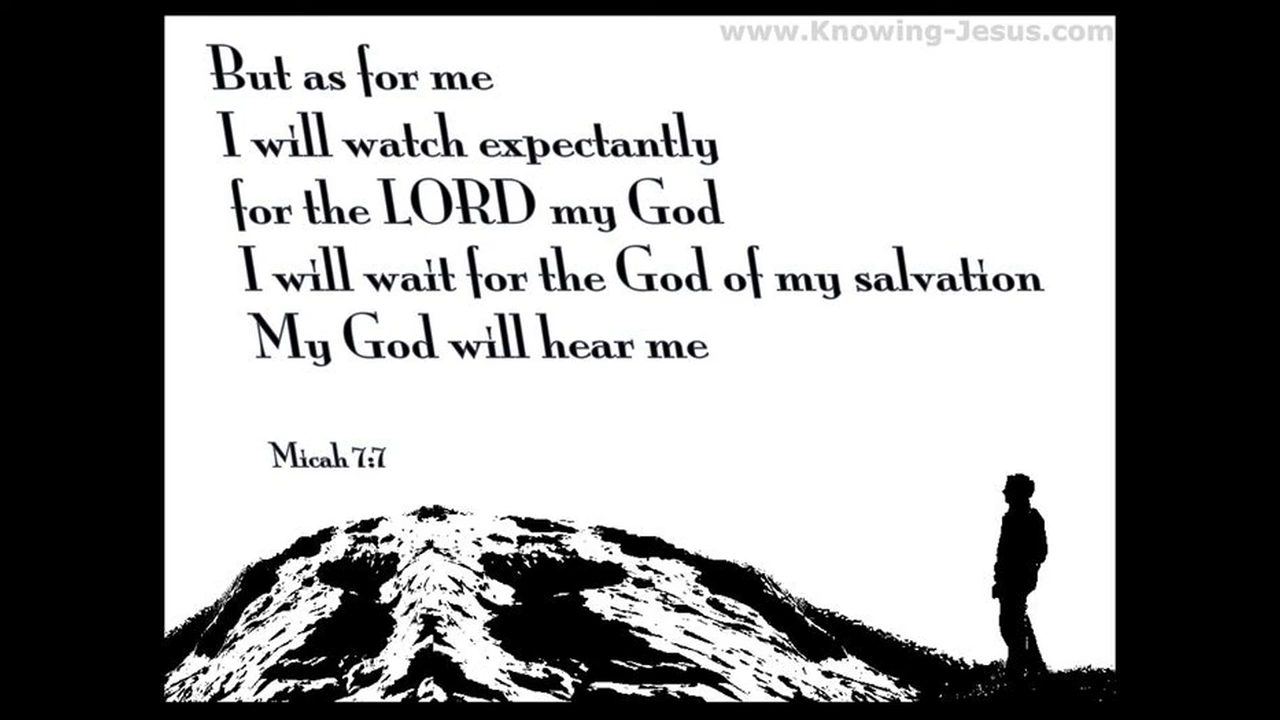 www.Knowing-Jesus.com
But as for me
I will watch expectantly
for the LORD my God
I will wait for the God of my salvation
My God will hear me
Micah 7:7